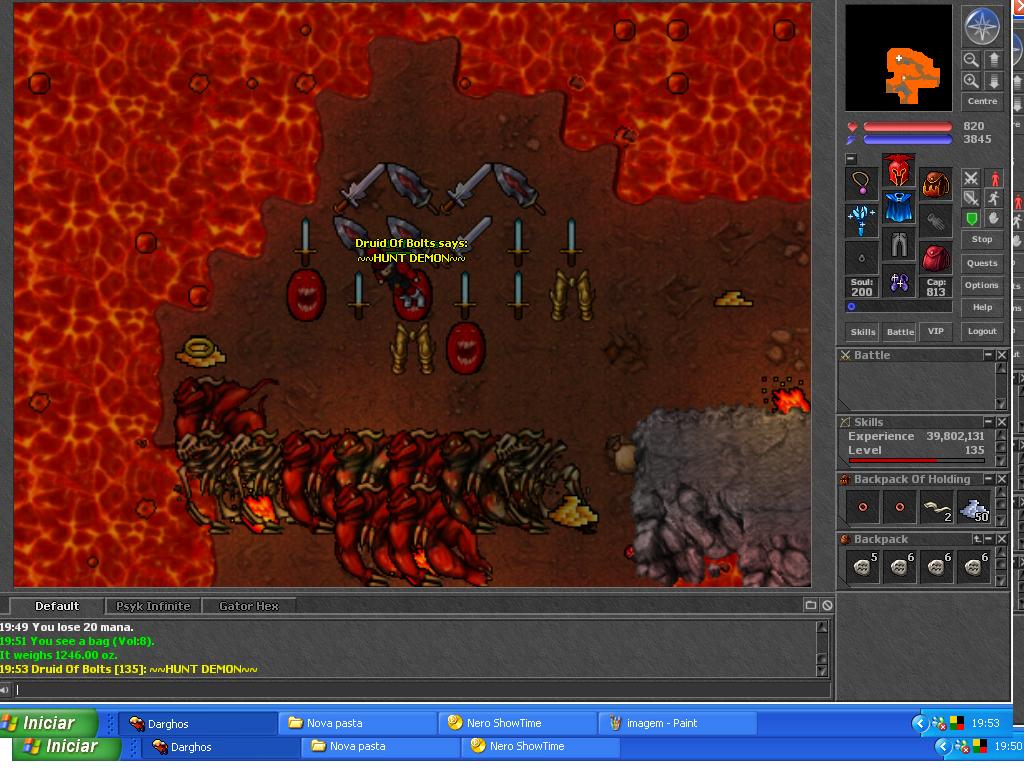 Druid Of Bolts says:
~~HUNT DEMON~~
Centre
820
3845
Soul:
200
Cap:
813
Stop
Quests
Options
Help
Skills
Battle
VIP
Logout
Battle
Skills
Experience 39,802,131
Level 135
Backpack Of Holding
2
50
Backpack
5
6
6
6
Default
Psyk Infinite
Gator Hex
19:49 You lose 20 mana.
19:51 You see a bag (Vol:8).
It weighs 1246.00 oz.
19:53 Druid Of Bolts [135]: ~~HUNT DEMON~~
Iniciar
Darghos
Nova pasta
Nero ShowTime
imagem - Paint
19:53
Iniciar
Darghos
Nova pasta
Nero ShowTime
19:50